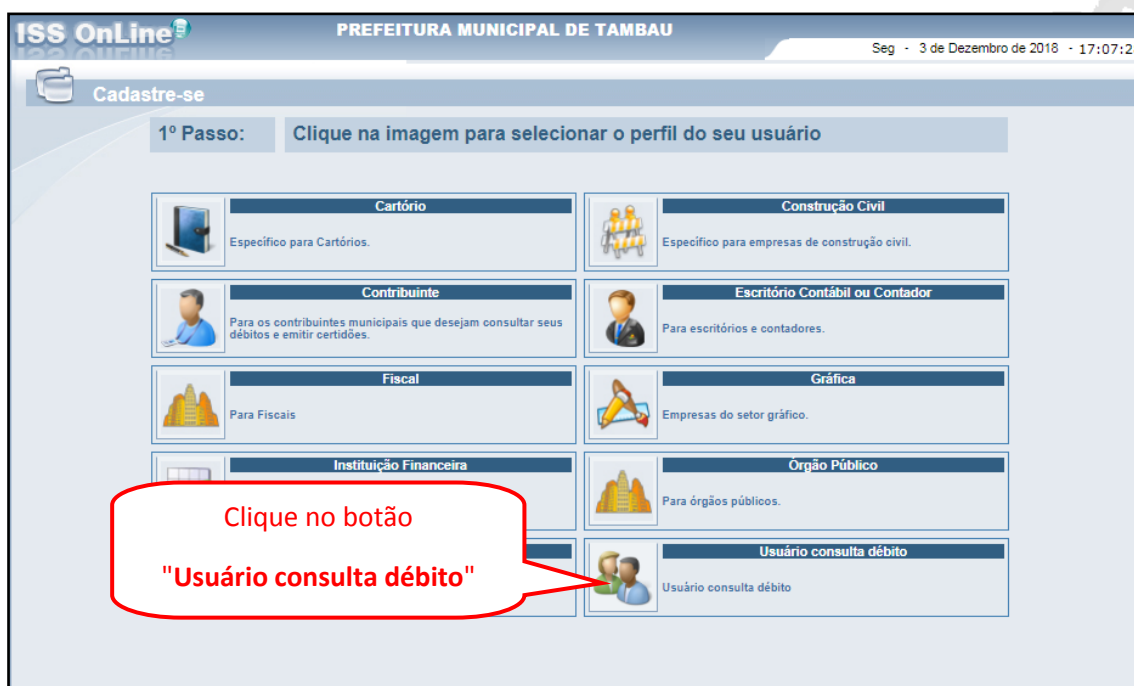 ISS OnLine
PREFEITURA MUNICIPAL DE TAMBAU
Seg - 3 de Dezembro de 2018 - 17:07:2
Cadastre-se
1º Passo: Clique na imagem para selecionar o perfil do seu usuário
Cartório
Específico para Cartórios.
Construção Civil
Específico para empresas de construção civil.
Contribuinte
Para os contribuintes municipais que desejam consultar seus
débitos e emitir certidões.
Escritório Contábil ou Contador
Para escritórios e contadores.
Fiscal
Para Fiscais
Gráfica
Empresas do setor gráfico.
Instituição Financeira
Órgão Público
Para órgãos públicos.
Clique no botão
"Usuário consulta débito"
Usuário consulta débito
Usuário consulta débito